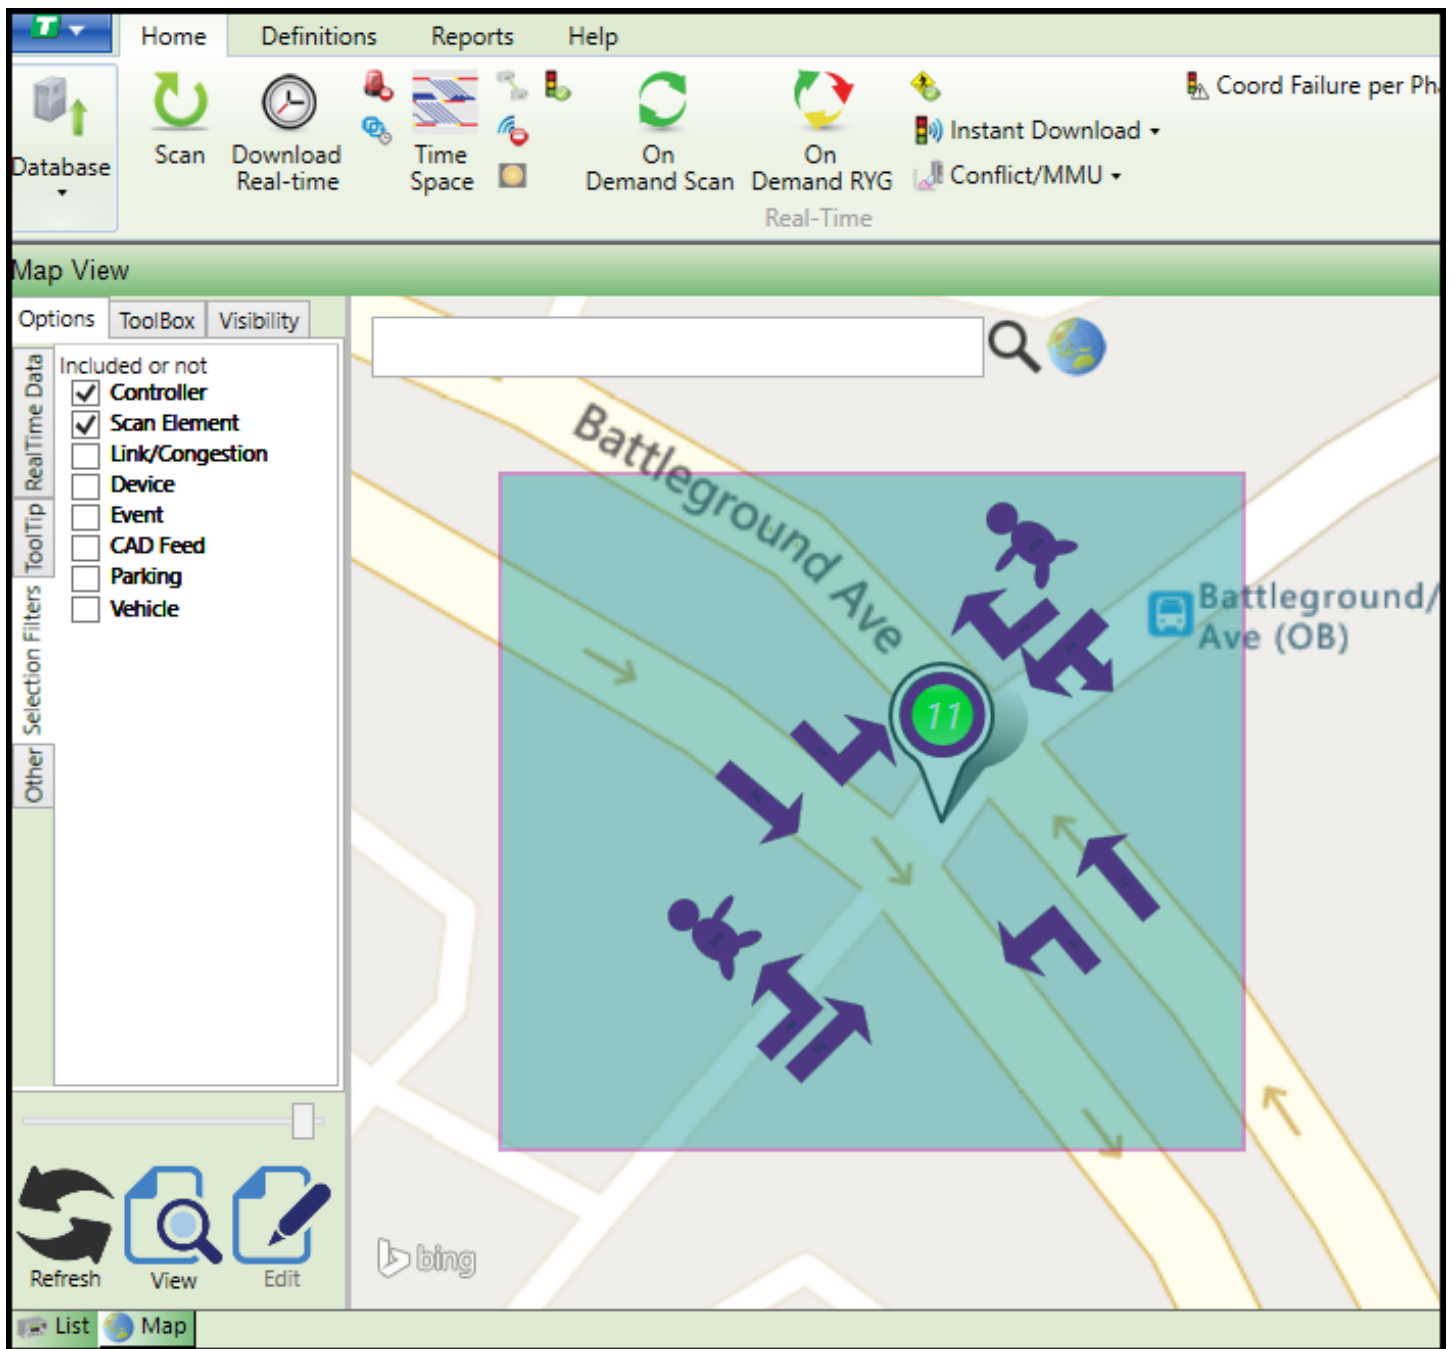 T
Home Definitions Reports Help
Database
Scan
Download
Real-time
Time
Space
On
Demand Scan
On
Demand RYG
Instant Download
Conflict/MMU
Coord Failure per Ph
Real-Time
Map View
Options ToolBox Visibility
RealTime Data
ToolTip
Selection Filters
Other
Included or not
Controller
Scan Element
Link/Congestion
Device
Event
CAD Feed
Parking
Vehicle
Battleground Ave
Battleground/
Ave (OB)
11
bing
Refresh View Edit
List Map